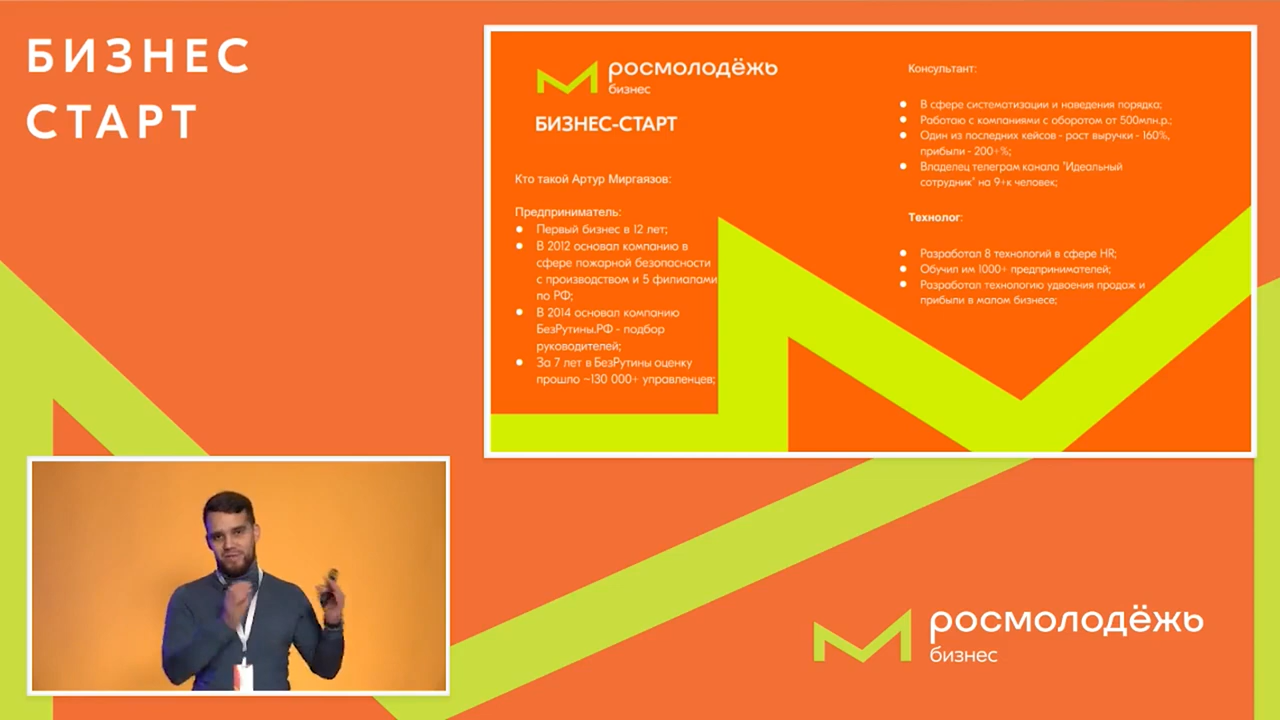 БИЗНЕС
СТАРТ
росмолодёжь
бизнес
БИЗНЕС-СТАРТ
Кто такой Артур Миргаязов:
Предприниматель:
● Первый бизнес в 12 лет;
● В 2012 основал компанию в
сфере пожарной безопасности
с производством и 5 филиалами
по РФ;
● В 2014 основал компанию
БезРутины.РФ - подбор
руководителей;
● За 7 лет в БезРутины оценку
прошло ~130 000+ управленцев;
Консультант:
● В сфере систематизации и наведения порядка;
● Работаю с компаниями с оборотом от 500млн.р.;
● Один из последних кейсов - рост выручки - 160%,
прибыли - 200+%;
● Владелец телеграм канала "Идеальный
сотрудник" на 9+к человек;
Технолог:
● Разработал 8 технологий в сфере HR;
● Обучил им 1000+ предпринимателей;
● Разработал технологию удвоения продаж и
прибыли в малом бизнесе;
росмолодёжь
бизнес